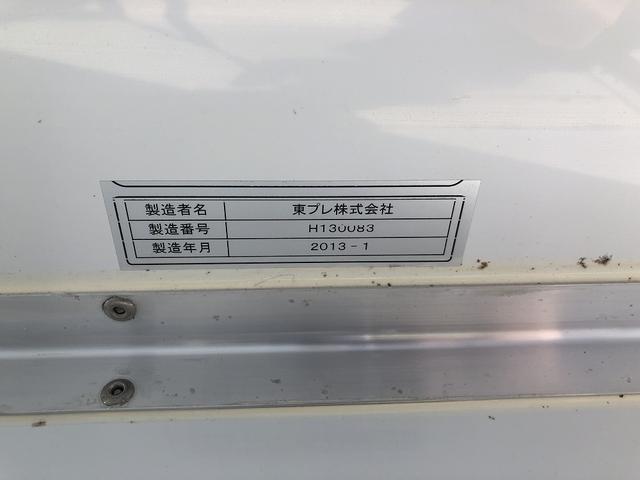 製造者名 東プレ株式会社
製造番号 H130083
製造年月 2013-1